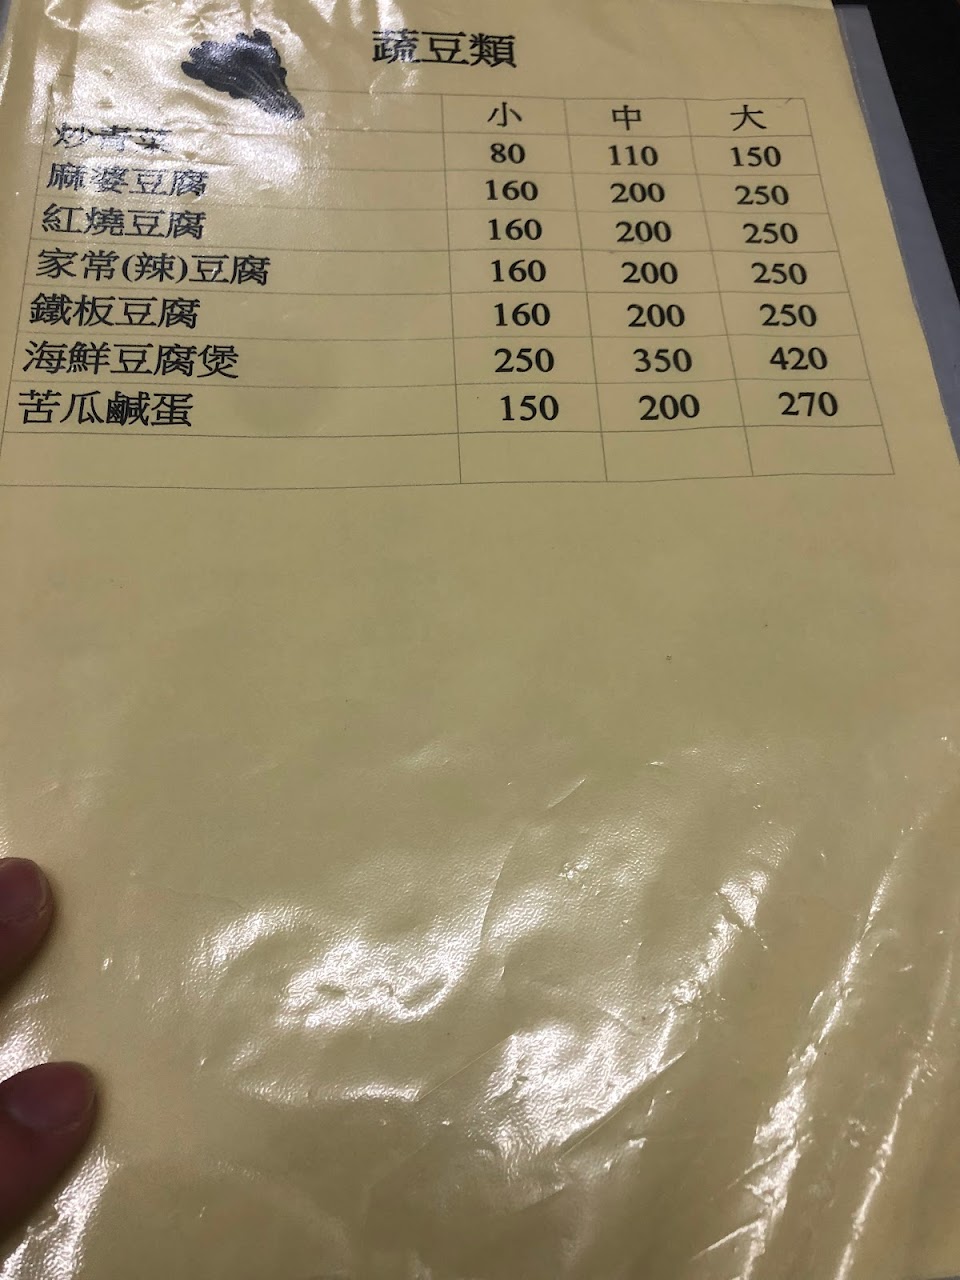 蔬豆類
小 中 大
炒青菜 80 110 150
麻婆豆腐 160 200 250
紅燒豆腐 160 200 250
家常(辣)豆腐 160 200 250
鐵板豆腐 160 200 250
海鮮豆腐煲 250 350 420
苦瓜鹹蛋 150 200 270